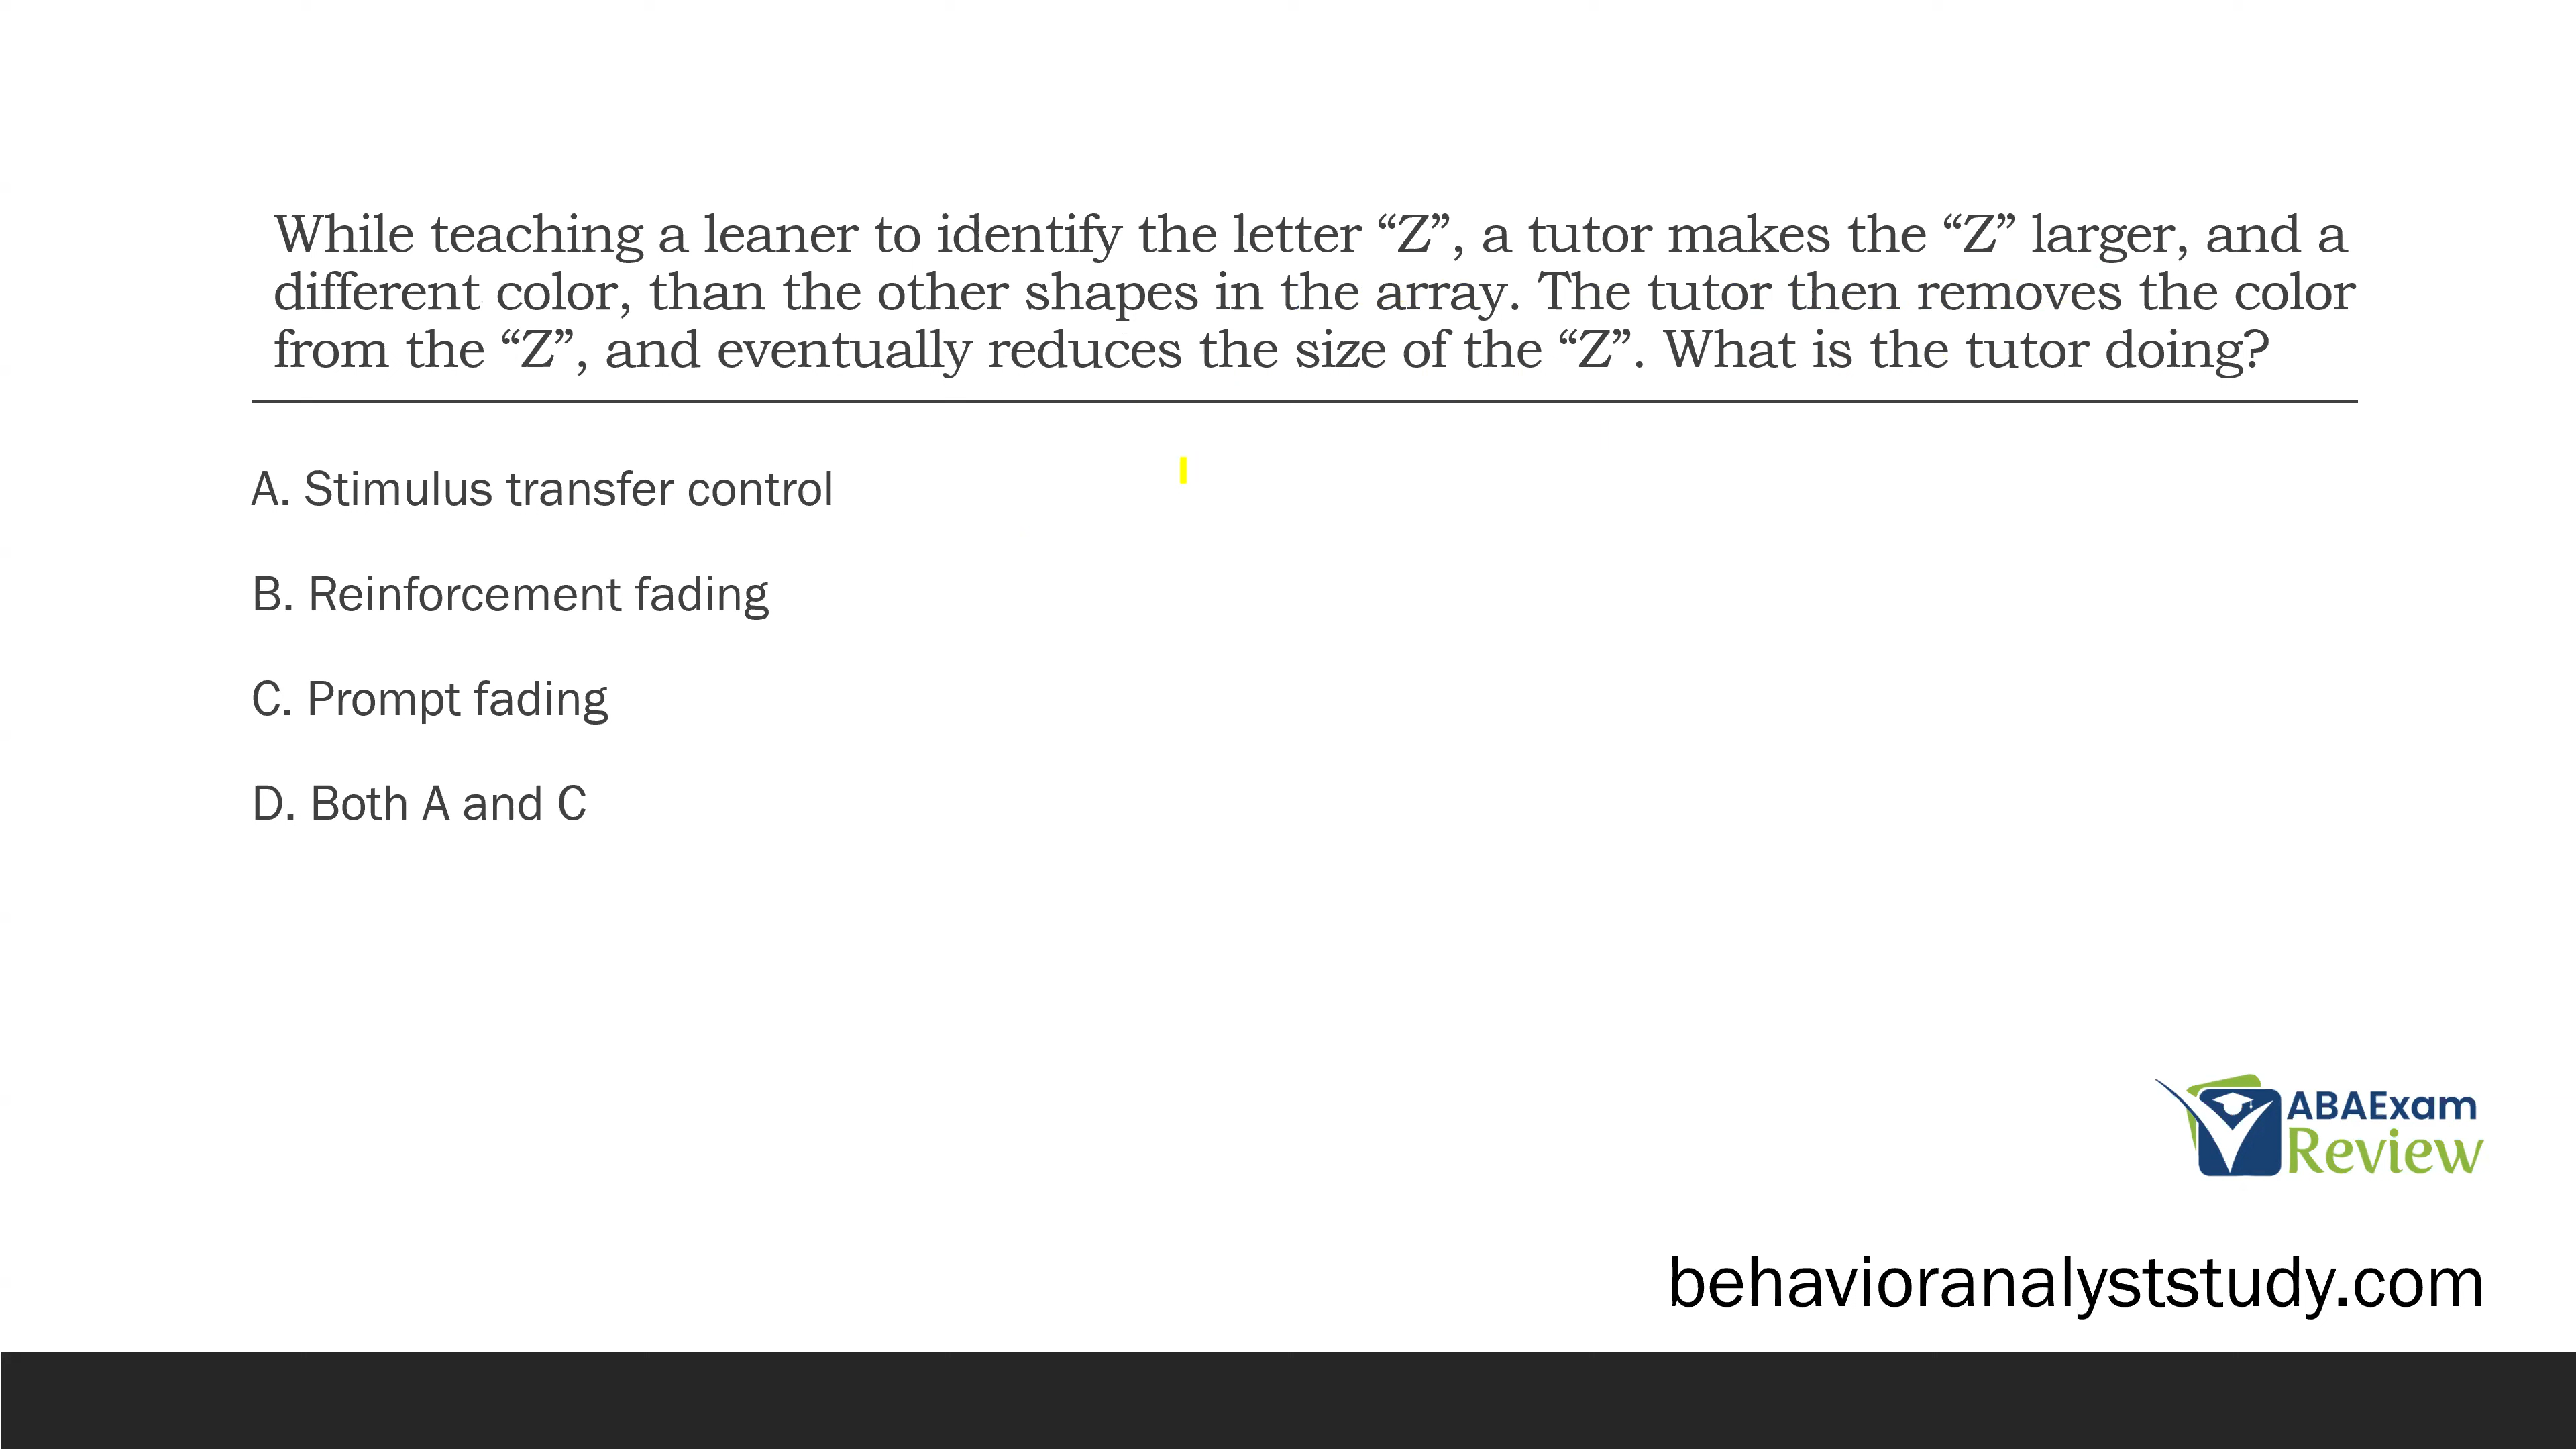 While teaching a leaner to identify the letter “Z”, a tutor makes the “Z” larger, and a
different color, than the other shapes in the array. The tutor then removes the color
from the “Z”, and eventually reduces the size of the “Z”. What is the tutor doing?
A. Stimulus transfer control
B. Reinforcement fading
C. Prompt fading
D. Both A and C
ABAExam
Review
behavioranalyststudy.com